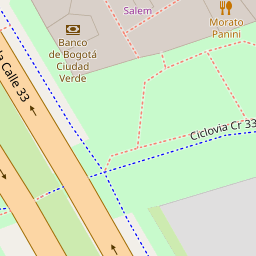 Salem
Morato
Panini
Banco
de Bogotá
Ciudad
Verde
Calle 33
Ciclovia Cr 33